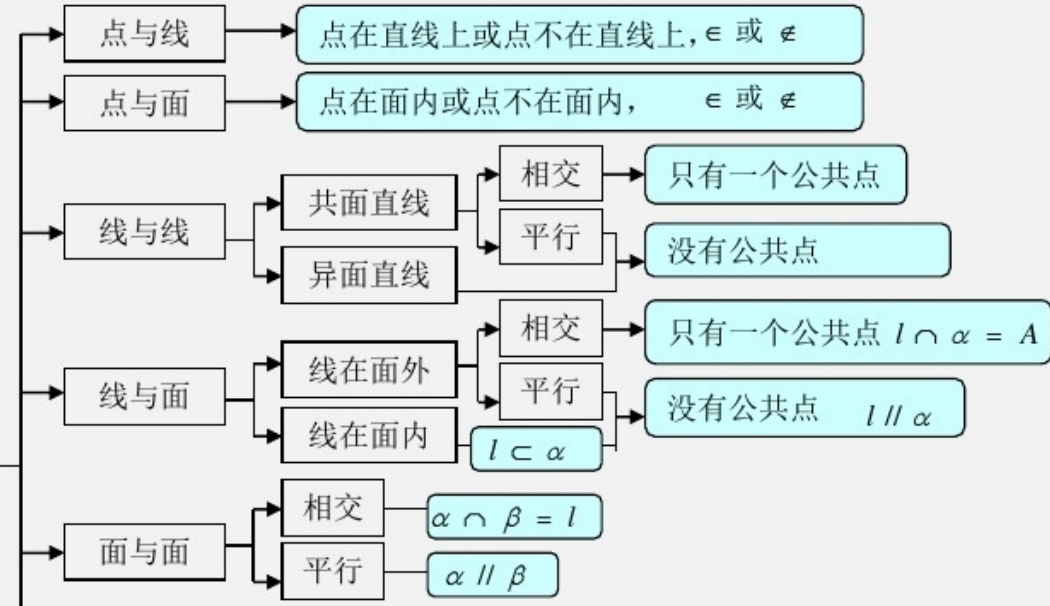 点与线
点在直线上或点不在直线上,∈ 或 ∉
点与面
点在面内或点不在面内, ∈ 或 ∉
线与线
共面直线
相交
只有一个公共点
平行
没有公共点
异面直线
线与面
线在面外
相交
只有一个公共点 l ∩ α = A
平行
没有公共点 l // α
线在面内
l ⊂ α
面与面
相交
α ∩ β = l
平行
α // β